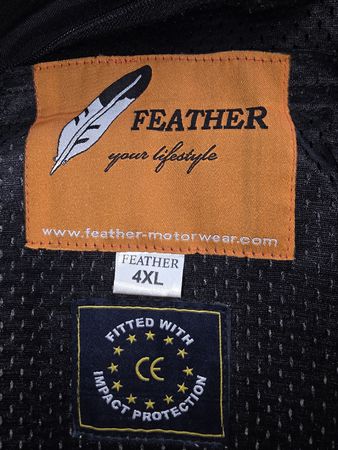 FEATHER
your lifestyle
www.feather-motorwear.com
FEATHER
4XL
FITTED WITH
CE
IMPACT PROTECTION